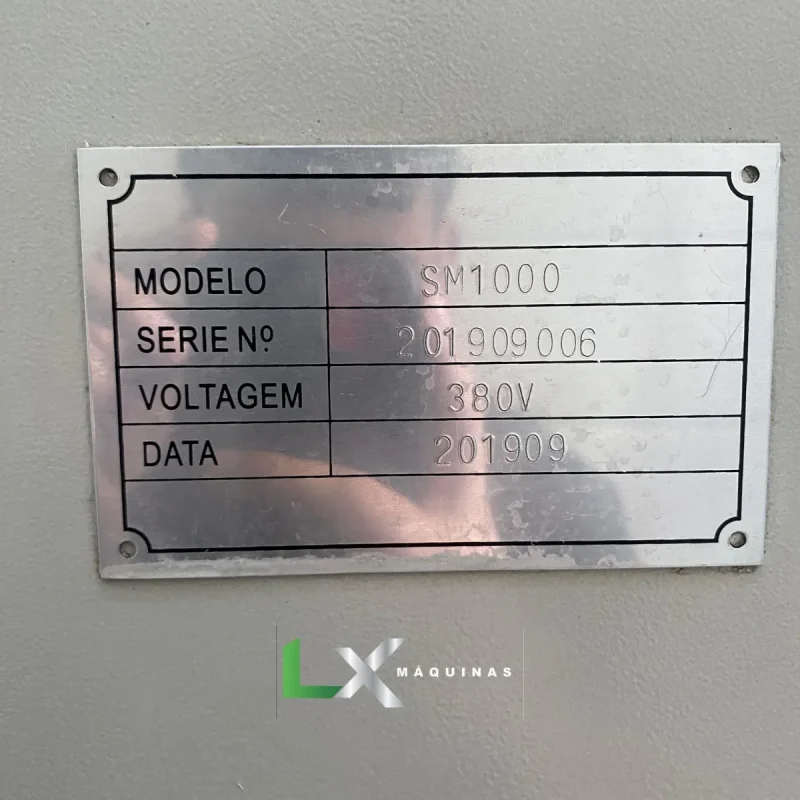 MODELO SM1000
SERIE Nº 201909006
VOLTAGEM 380V
DATA 201909
LX MÁQUINAS